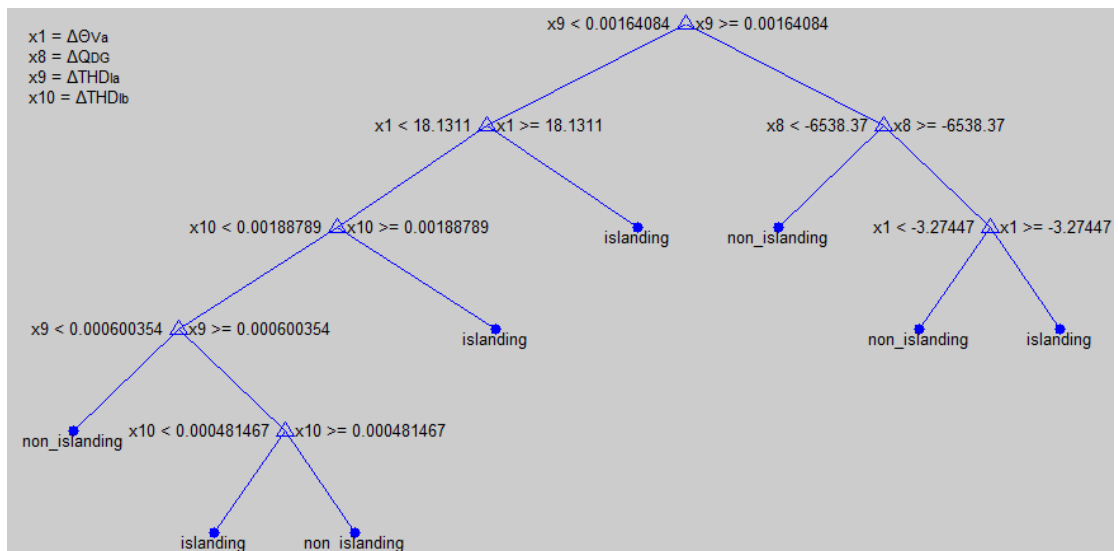 x9 < 0.00164084 x9 >= 0.00164084
x1 = ΔΘVa
x8 = ΔQDG
x9 = ΔTHDIa
x10 = ΔTHDIb
x1 < 18.1311 x1 >= 18.1311 x8 < -6538.37 x8 >= -6538.37
x10 < 0.00188789 x10 >= 0.00188789 islanding non_islanding x1 < -3.27447 x1 >= -3.27447
x9 < 0.000600354 x9 >= 0.000600354 islanding non_islanding islanding
non_islanding x10 < 0.000481467 x10 >= 0.000481467
islanding non_islanding